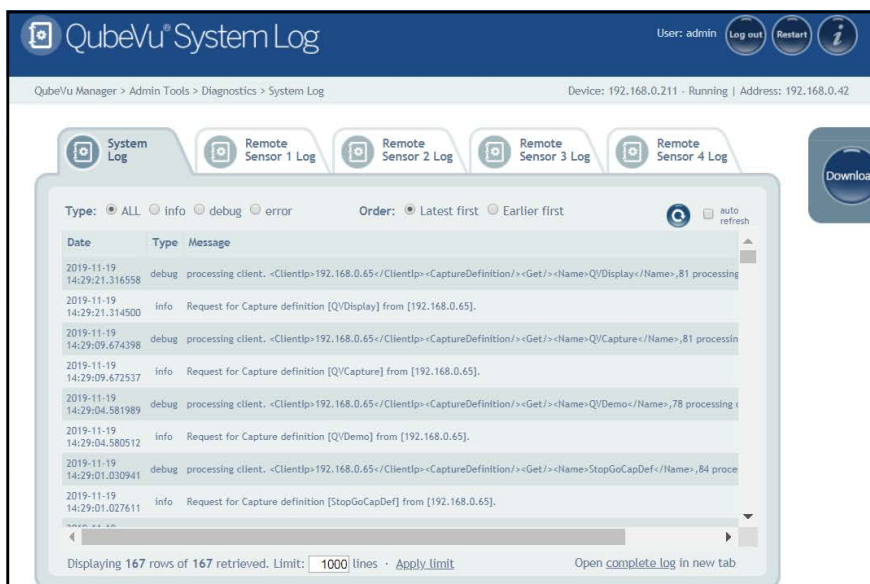 QubeVu® System Log
User: admin
Log out
Restart
i
QubeVu Manager > Admin Tools > Diagnostics > System Log
Device: 192.168.0.211 - Running | Address: 192.168.0.42
System Log
Remote Sensor 1 Log
Remote Sensor 2 Log
Remote Sensor 3 Log
Remote Sensor 4 Log
Downloa
Type: ALL info debug error Order: Latest first Earlier first auto refresh
Date Type Message
2019-11-19 14:29:21.316558 debug processing client. <ClientIp>192.168.0.65</ClientIp><CaptureDefinition/><Get/><Name>QVDisplay</Name>,81 processing
2019-11-19 14:29:21.314500 info Request for Capture definition [QVDisplay] from [192.168.0.65].
2019-11-19 14:29:09.674398 debug processing client. <ClientIp>192.168.0.65</ClientIp><CaptureDefinition/><Get/><Name>QVCapture</Name>,81 processin
2019-11-19 14:29:09.672537 info Request for Capture definition [QVCapture] from [192.168.0.65].
2019-11-19 14:29:04.581989 debug processing client. <ClientIp>192.168.0.65</ClientIp><CaptureDefinition/><Get/><Name>QVDemo</Name>,78 processing
2019-11-19 14:29:04.580512 info Request for Capture definition [QVDemo] from [192.168.0.65].
2019-11-19 14:29:01.030941 debug processing client. <ClientIp>192.168.0.65</ClientIp><CaptureDefinition/><Get/><Name>StopGoCapDef</Name>,84 proce
2019-11-19 14:29:01.027611 info Request for Capture definition [StopGoCapDef] from [192.168.0.65].
Displaying 167 rows of 167 retrieved. Limit: 1000 lines · Apply limit Open complete log in new tab